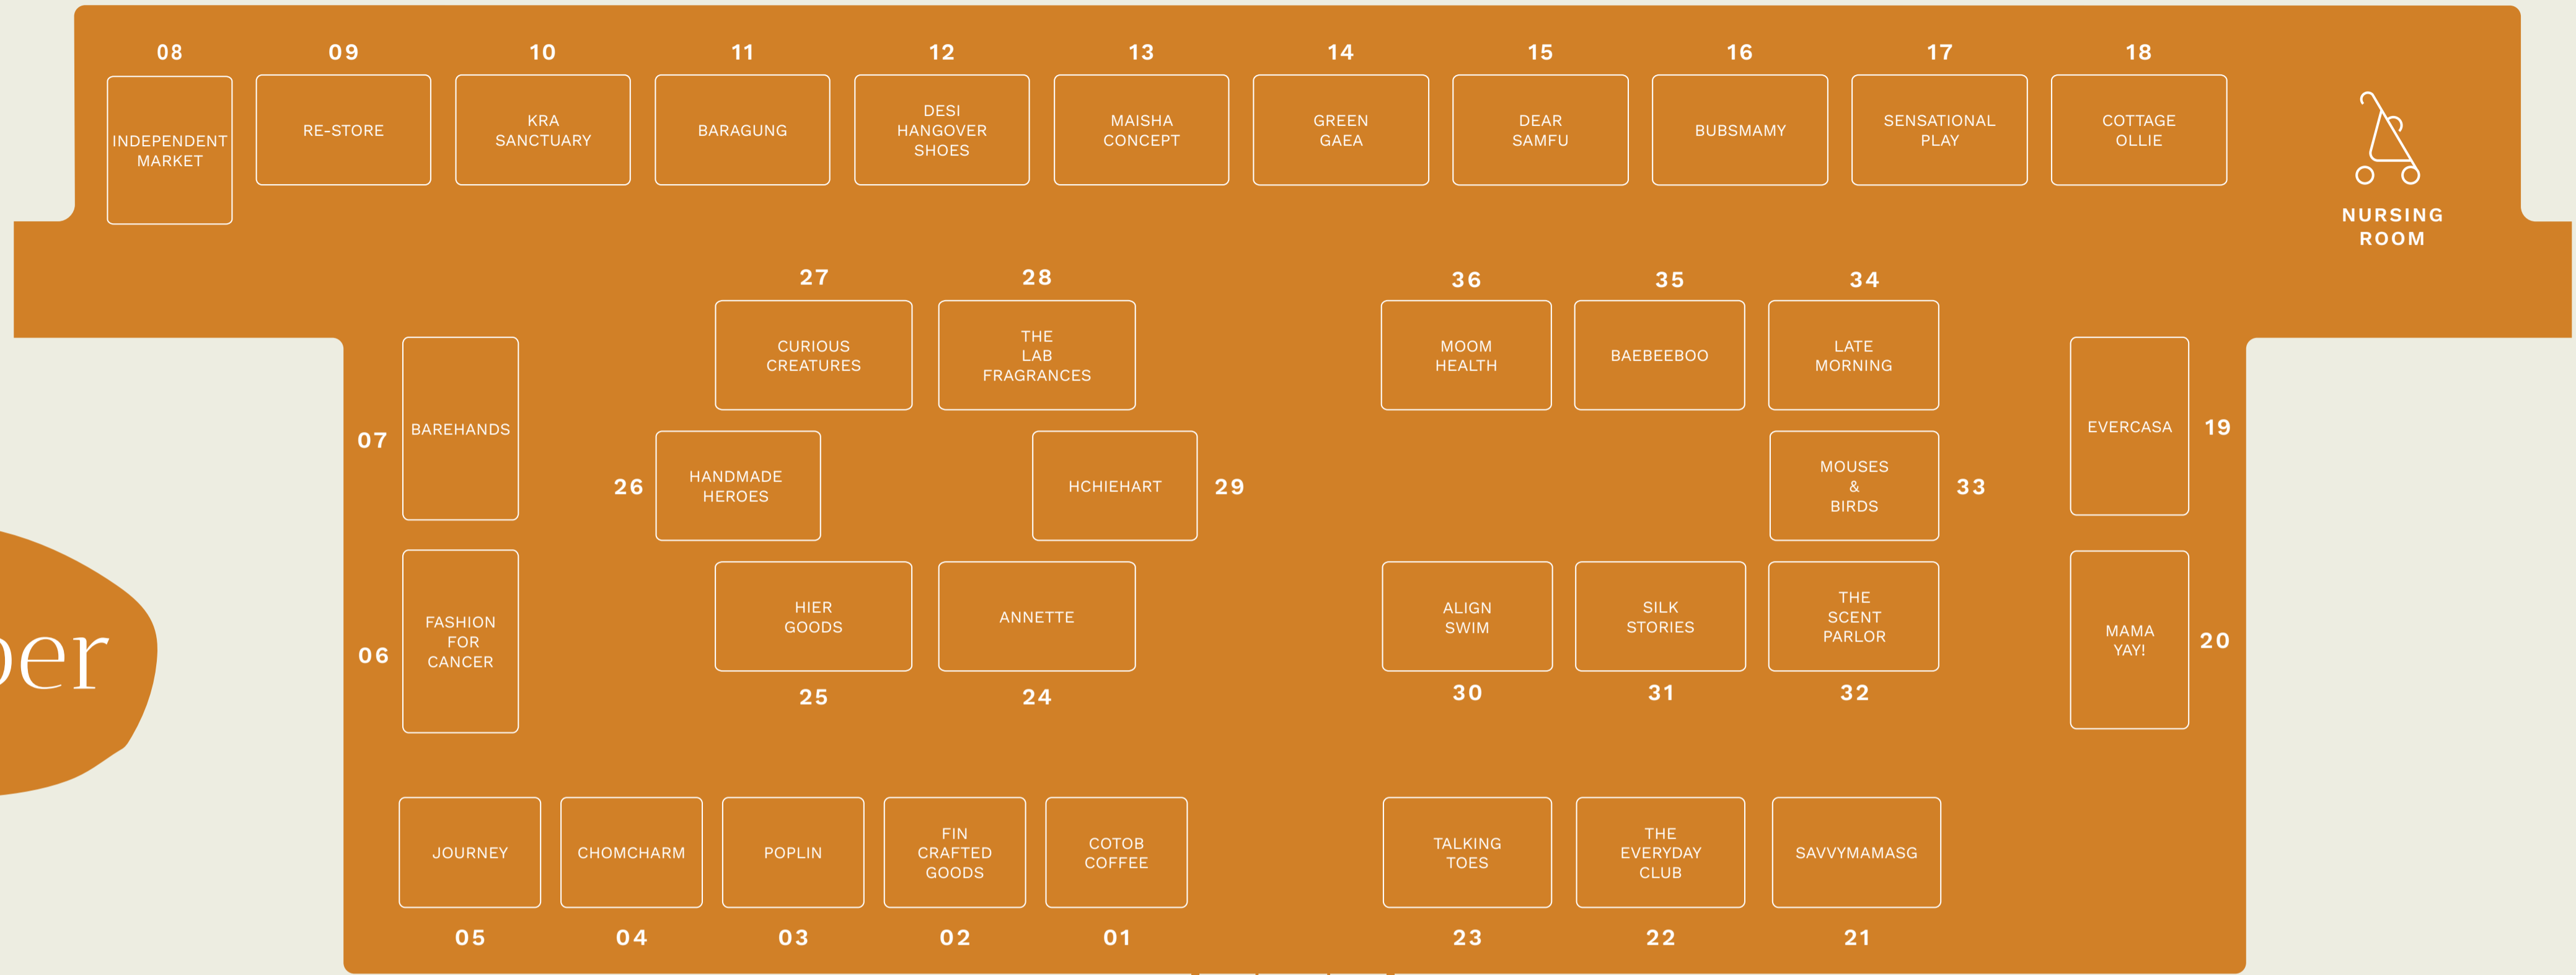 08
09
10
11
12
13
14
15
16
17
18
INDEPENDENT
MARKET
RE-STORE
KRA
SANCTUARY
BARAGUNG
DESI
HANGOVER
SHOES
MAISHA
CONCEPT
GREEN
GAEA
DEAR
SAMFU
BUBSMAMY
SENSATIONAL
PLAY
COTTAGE
OLLIE
NURSING
ROOM
27
28
36
35
34
CURIOUS
CREATURES
THE
LAB
FRAGRANCES
MOOM
HEALTH
BAEBEEBOO
LATE
MORNING
07
BAREHANDS
26
HANDMADE
HEROES
HCHIEHART
29
MOUSES
&
BIRDS
33
EVERCASA
19
06
FASHION
FOR
CANCER
HIER
GOODS
ANNETTE
ALIGN
SWIM
SILK
STORIES
THE
SCENT
PARLOR
MAMA
YAY!
20
25
24
30
31
32
JOURNEY
CHOMCHARM
POPLIN
FIN
CRAFTED
GOODS
COTOB
COFFEE
TALKING
TOES
THE
EVERYDAY
CLUB
SAVVYMAMASG
05
04
03
02
01
23
22
21